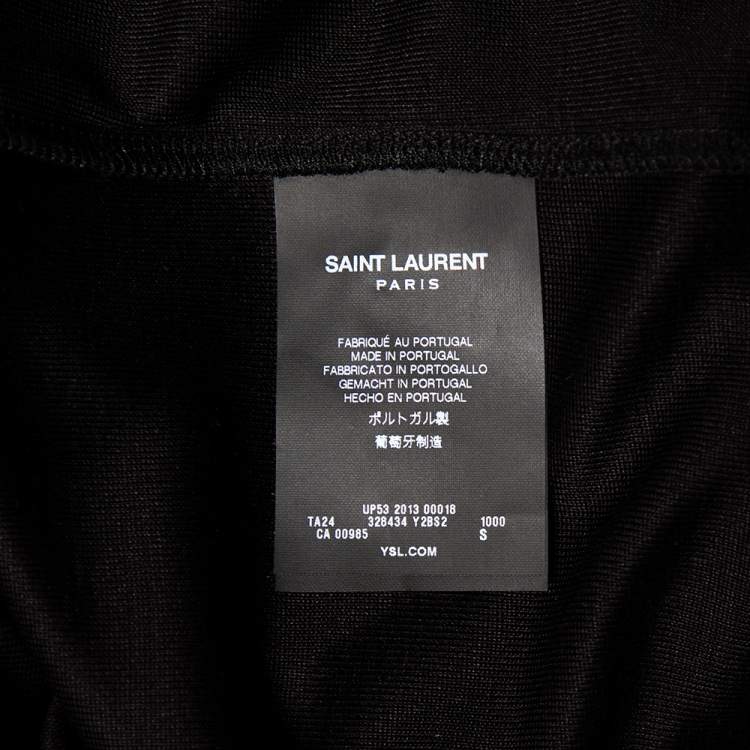 SAINT LAURENT
PARIS
FABRIQUÉ AU PORTUGAL
MADE IN PORTUGAL
FABBRICATO IN PORTOGALLO
GEMACHT IN PORTUGAL
HECHO EN PORTUGAL
ポルトガル製
葡萄牙制造
UP53 2013 00018
TA24 328434 Y2BS2 1000
CA 00985 S
YSL.COM